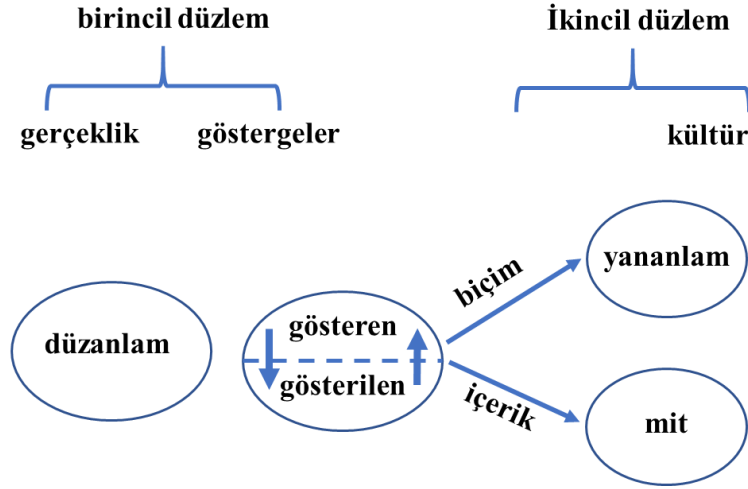 birincil düzlem
İkincil düzlem
gerçeklik
göstergeler
kültür
düzanlam
gösteren
gösterilen
biçim
içerik
yananlam
mit